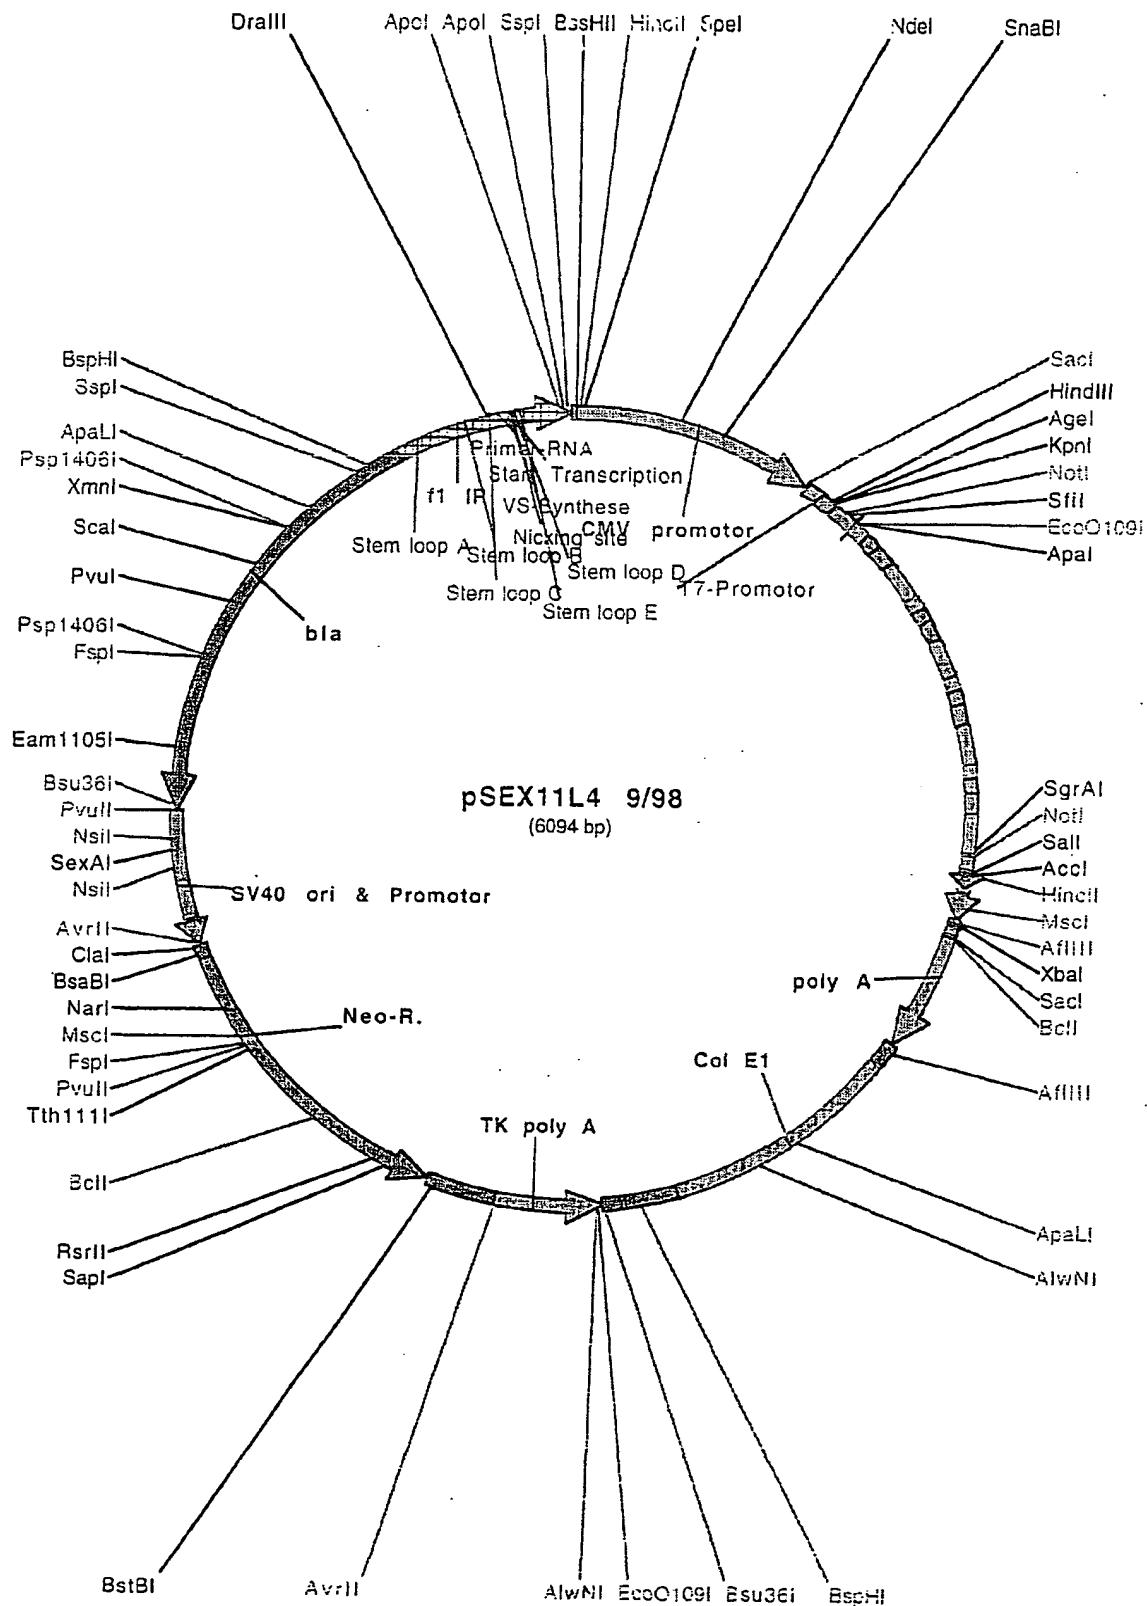 DraIII ApoI ApoI SspI BssHII HincII SpeI NdeI SnaBI
BspHI
SspI
ApaLI
Psp1406I
XmnI
ScaI
PvuI
Psp1406I
FspI
Eam1105I
Bsu36I
PvuII
NsiI
SexAI
NsiI
AvrII
ClaI
BsaBI
NarI
MscI
FspI
PvuII
Tth111I
BclI
RsrII
SapI
SacI
HindIII
AgeI
KpnI
NotI
SfiI
EcoO109I
ApaI
SgrAI
NotI
SalI
AccI
HincII
MscI
AflIII
XbaI
SacI
BclI
AflIII
ApaLI
AlwNI
Primer-RNA
Start Transcription
f1 IR
VS-Synthese
Nicking site
CMV promotor
Stem loop A
Stem loop B
Stem loop D
Stem loop C
Stem loop E
T7-Promotor
bla
pSEX11L4 9/98
(6094 bp)
SV40 ori & Promotor
poly A
Neo-R.
Col E1
TK poly A
BstBI AvrII AlwNI EcoO109I Bsu36I BspHI